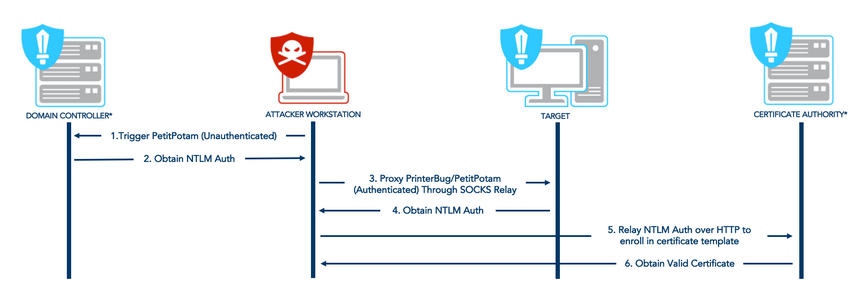 DOMAIN CONTROLLER*
ATTACKER WORKSTATION
TARGET
CERTIFICATE AUTHORITY*
1.Trigger PetitPotam (Unauthenticated)
2. Obtain NTLM Auth
3. Proxy PrinterBug/PetitPotam
(Authenticated) Through SOCKS Relay
4. Obtain NTLM Auth
5. Relay NTLM Auth over HTTP to
enroll in certificate template
6. Obtain Valid Certificate